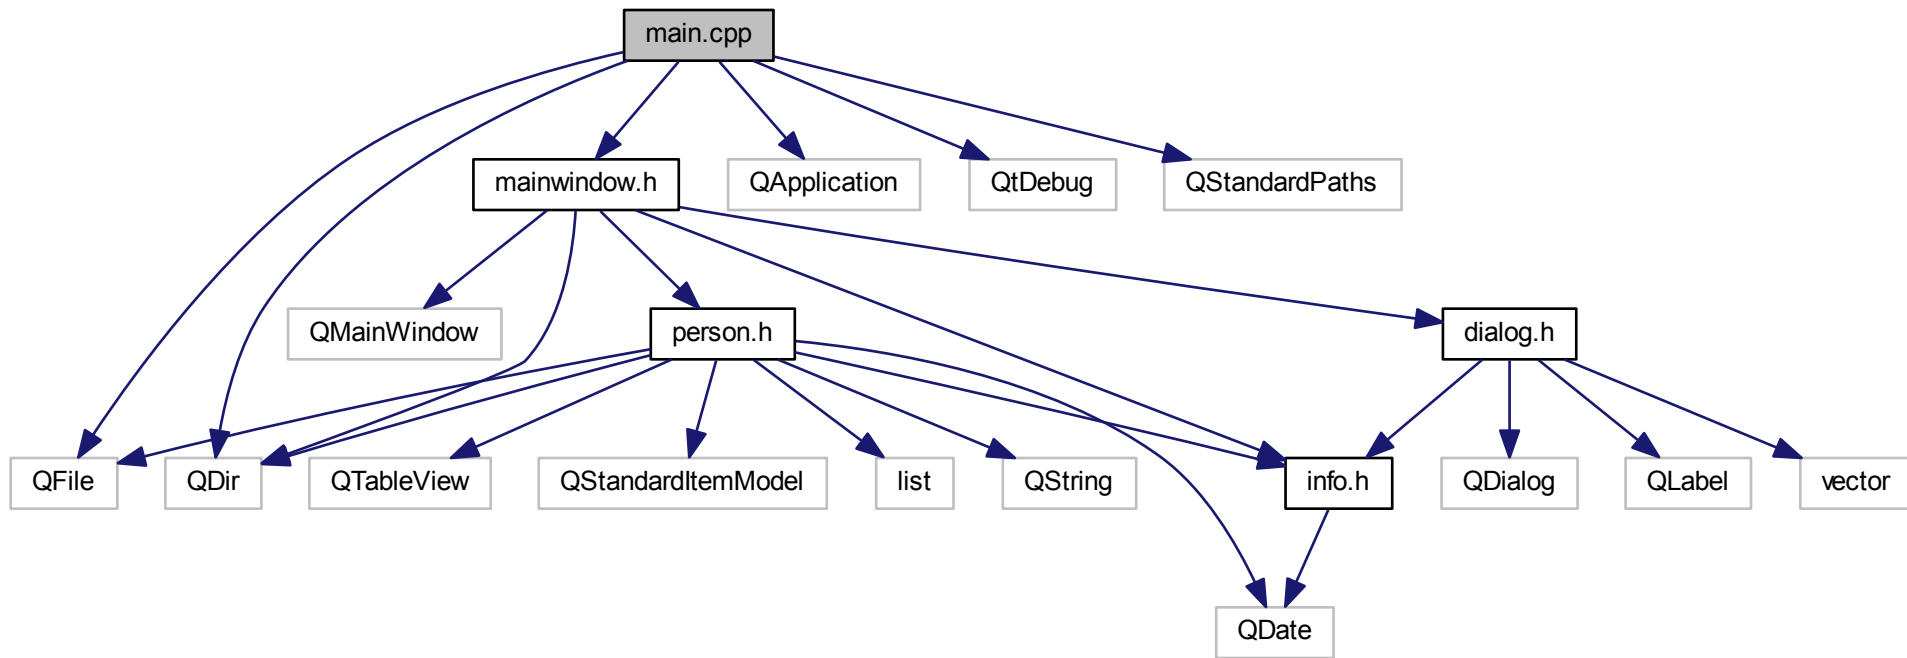 main.cpp
mainwindow.h
QApplication
QtDebug
QStandardPaths
QMainWindow
person.h
dialog.h
QFile
QDir
QTableView
QStandardItemModel
list
QString
info.h
QDialog
QLabel
vector
QDate